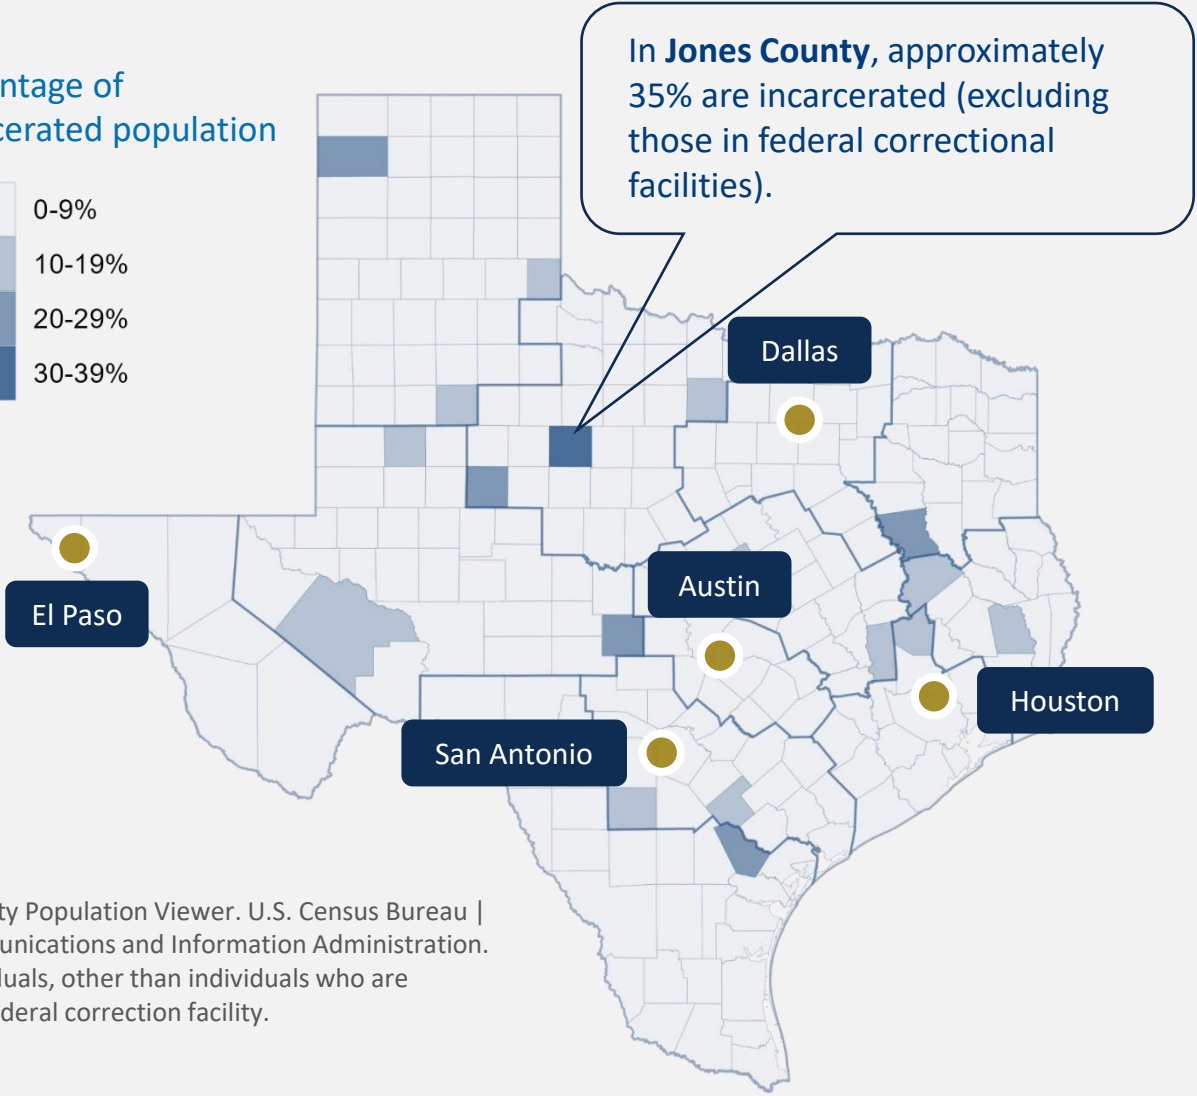 In Jones County, approximately
35% are incarcerated (excluding
those in federal correctional
facilities).
ntage of
cerated population
0-9%
10-19%
20-29%
30-39%
Dallas
El Paso
Austin
Houston
San Antonio
ty Population Viewer. U.S. Census Bureau |
unications and Information Administration.
duals, other than individuals who are
ederal correction facility.